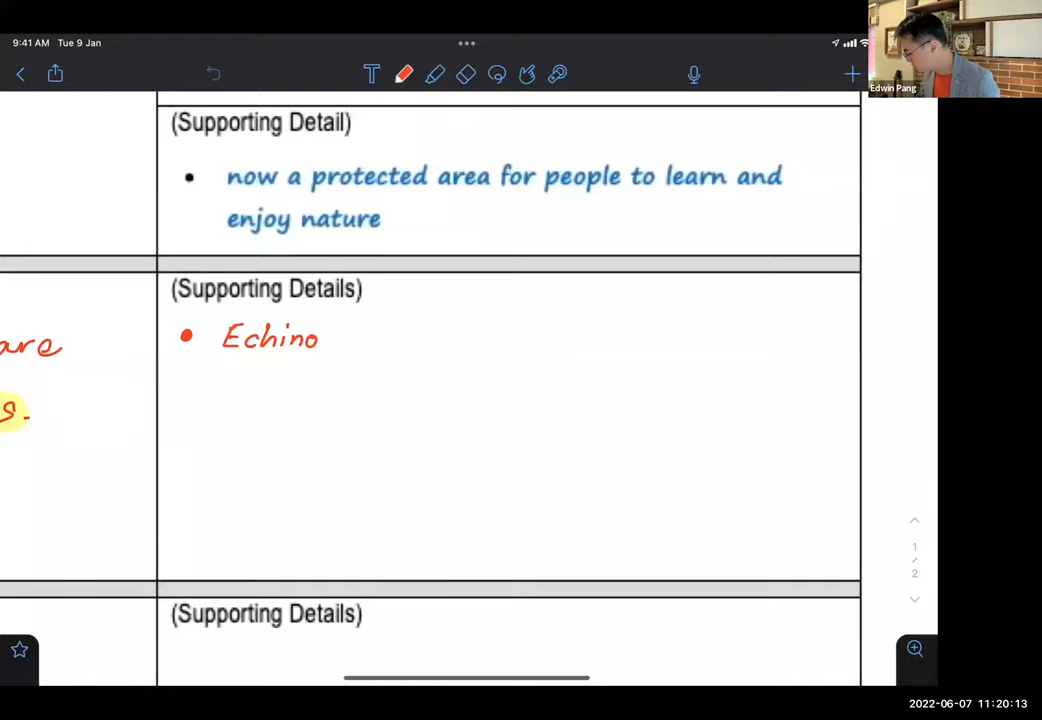 9:41 AM Tue 9 Jan
Edwin Pang
(Supporting Detail)
• now a protected area for people to learn and
enjoy nature
(Supporting Details)
are
• Echino
s.
1
/
2
(Supporting Details)
2022-06-07 11:20:13